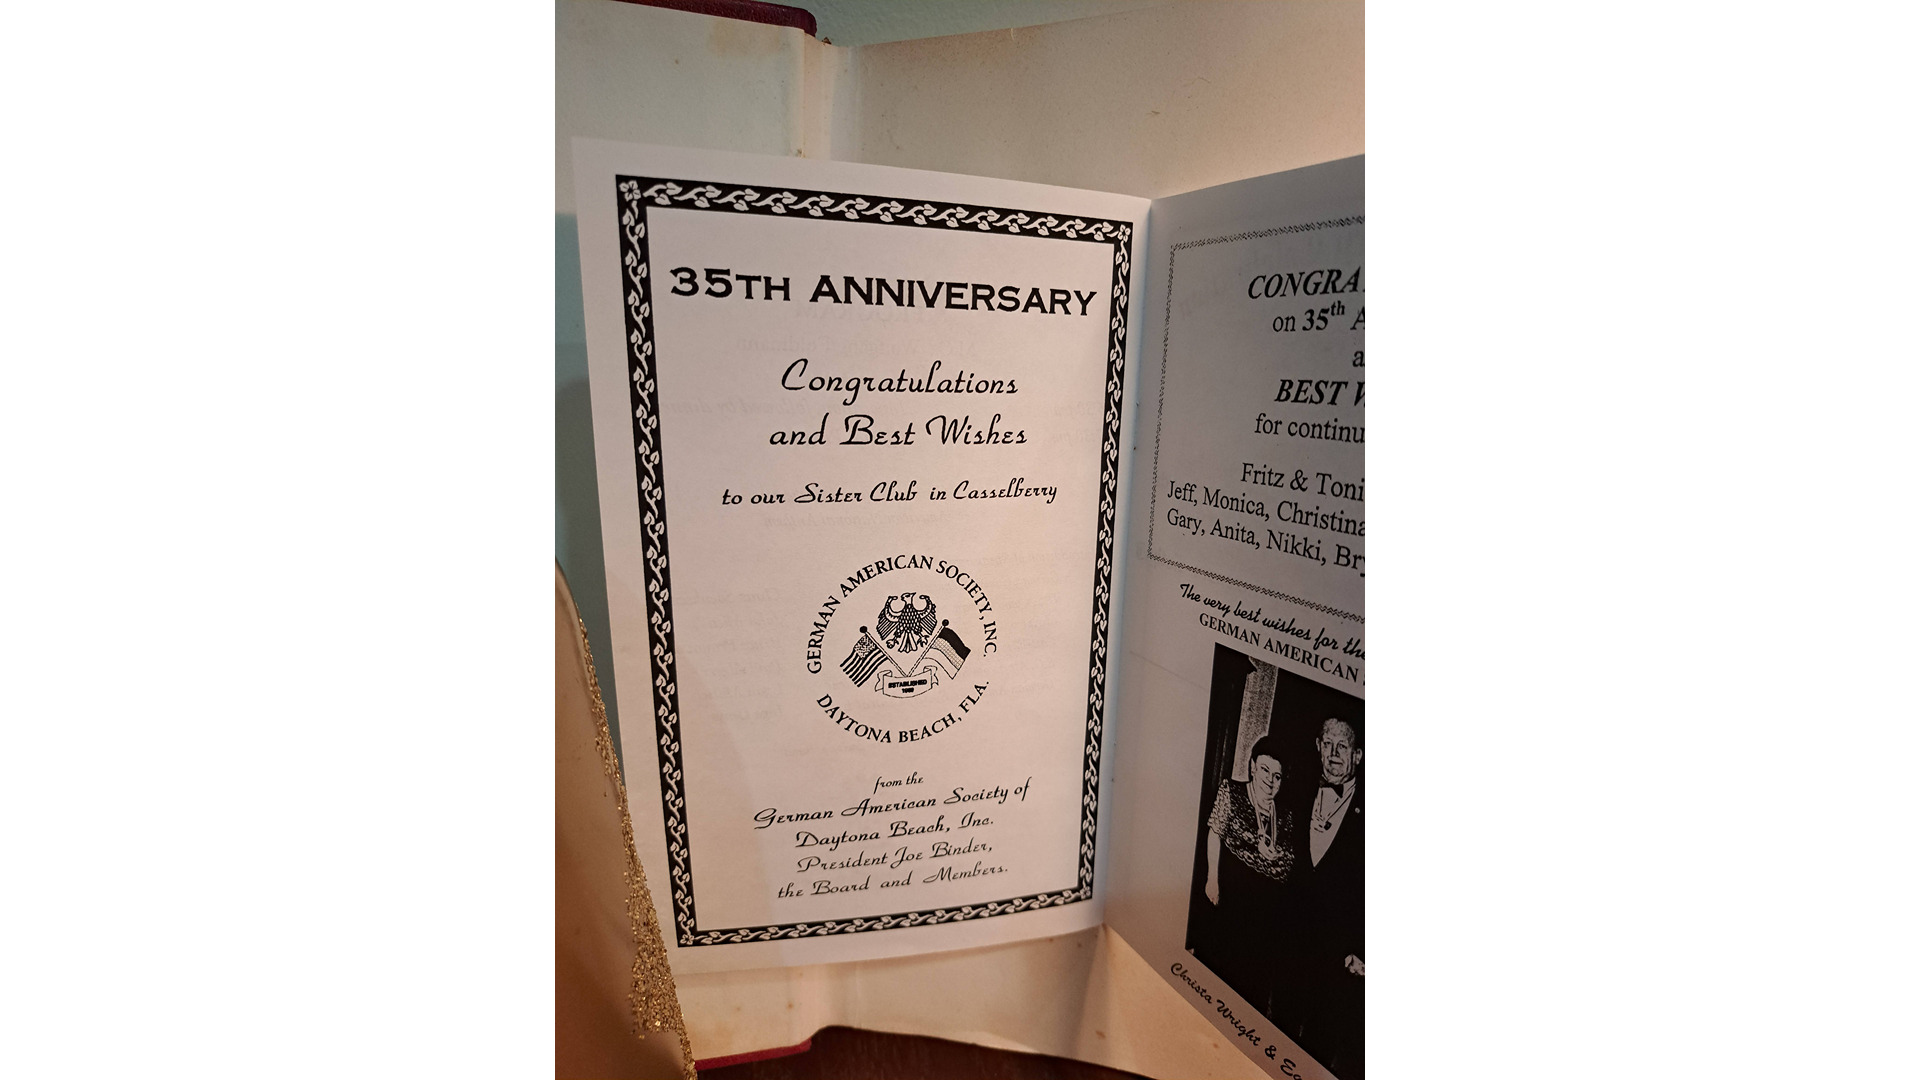 35TH ANNIVERSARY
Congratulations
and Best Wishes
to our Sister Club in Casselberry
GERMAN AMERICAN SOCIETY, INC.
ESTABLISHED
DAYTONA BEACH, FLA.
from the
German American Society of
Daytona Beach, Inc.
President Joe Binder,
the Board and Members.
CONGRA
on 35th A
a
BEST W
for continu
Fritz & Toni
Jeff, Monica, Christina
Gary, Anita, Nikki, Bry
The very best wishes for the
GERMAN AMERICAN
Christa Wright & E